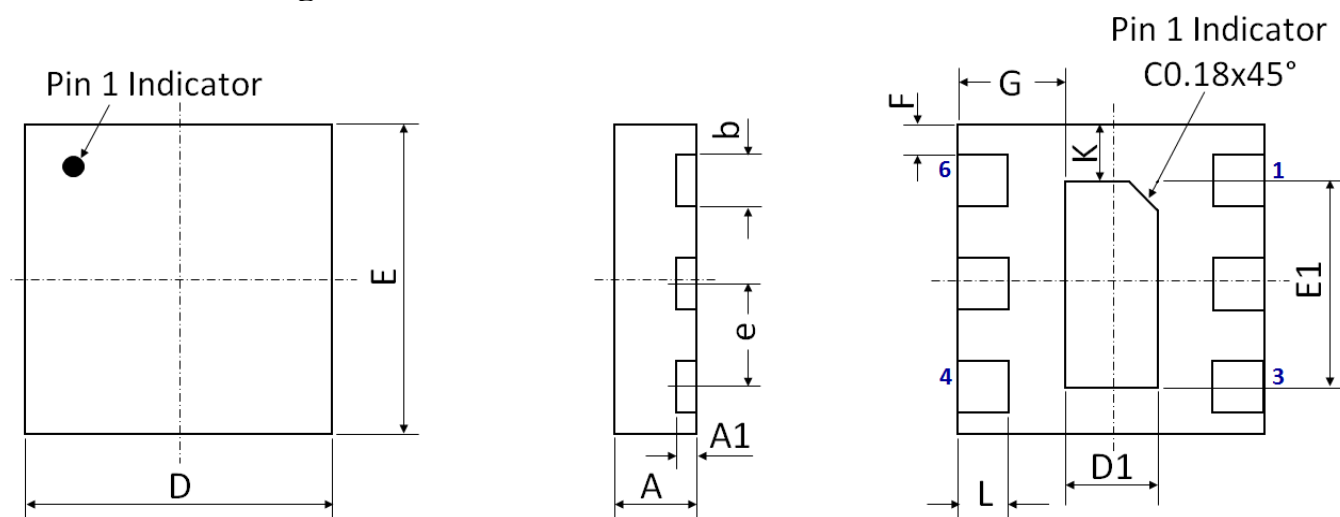 Pin 1 Indicator
Pin 1 Indicator
C0.18x45°
G
F
b
K
6
1
E
e
E1
4
3
A1
D1
D
A
L